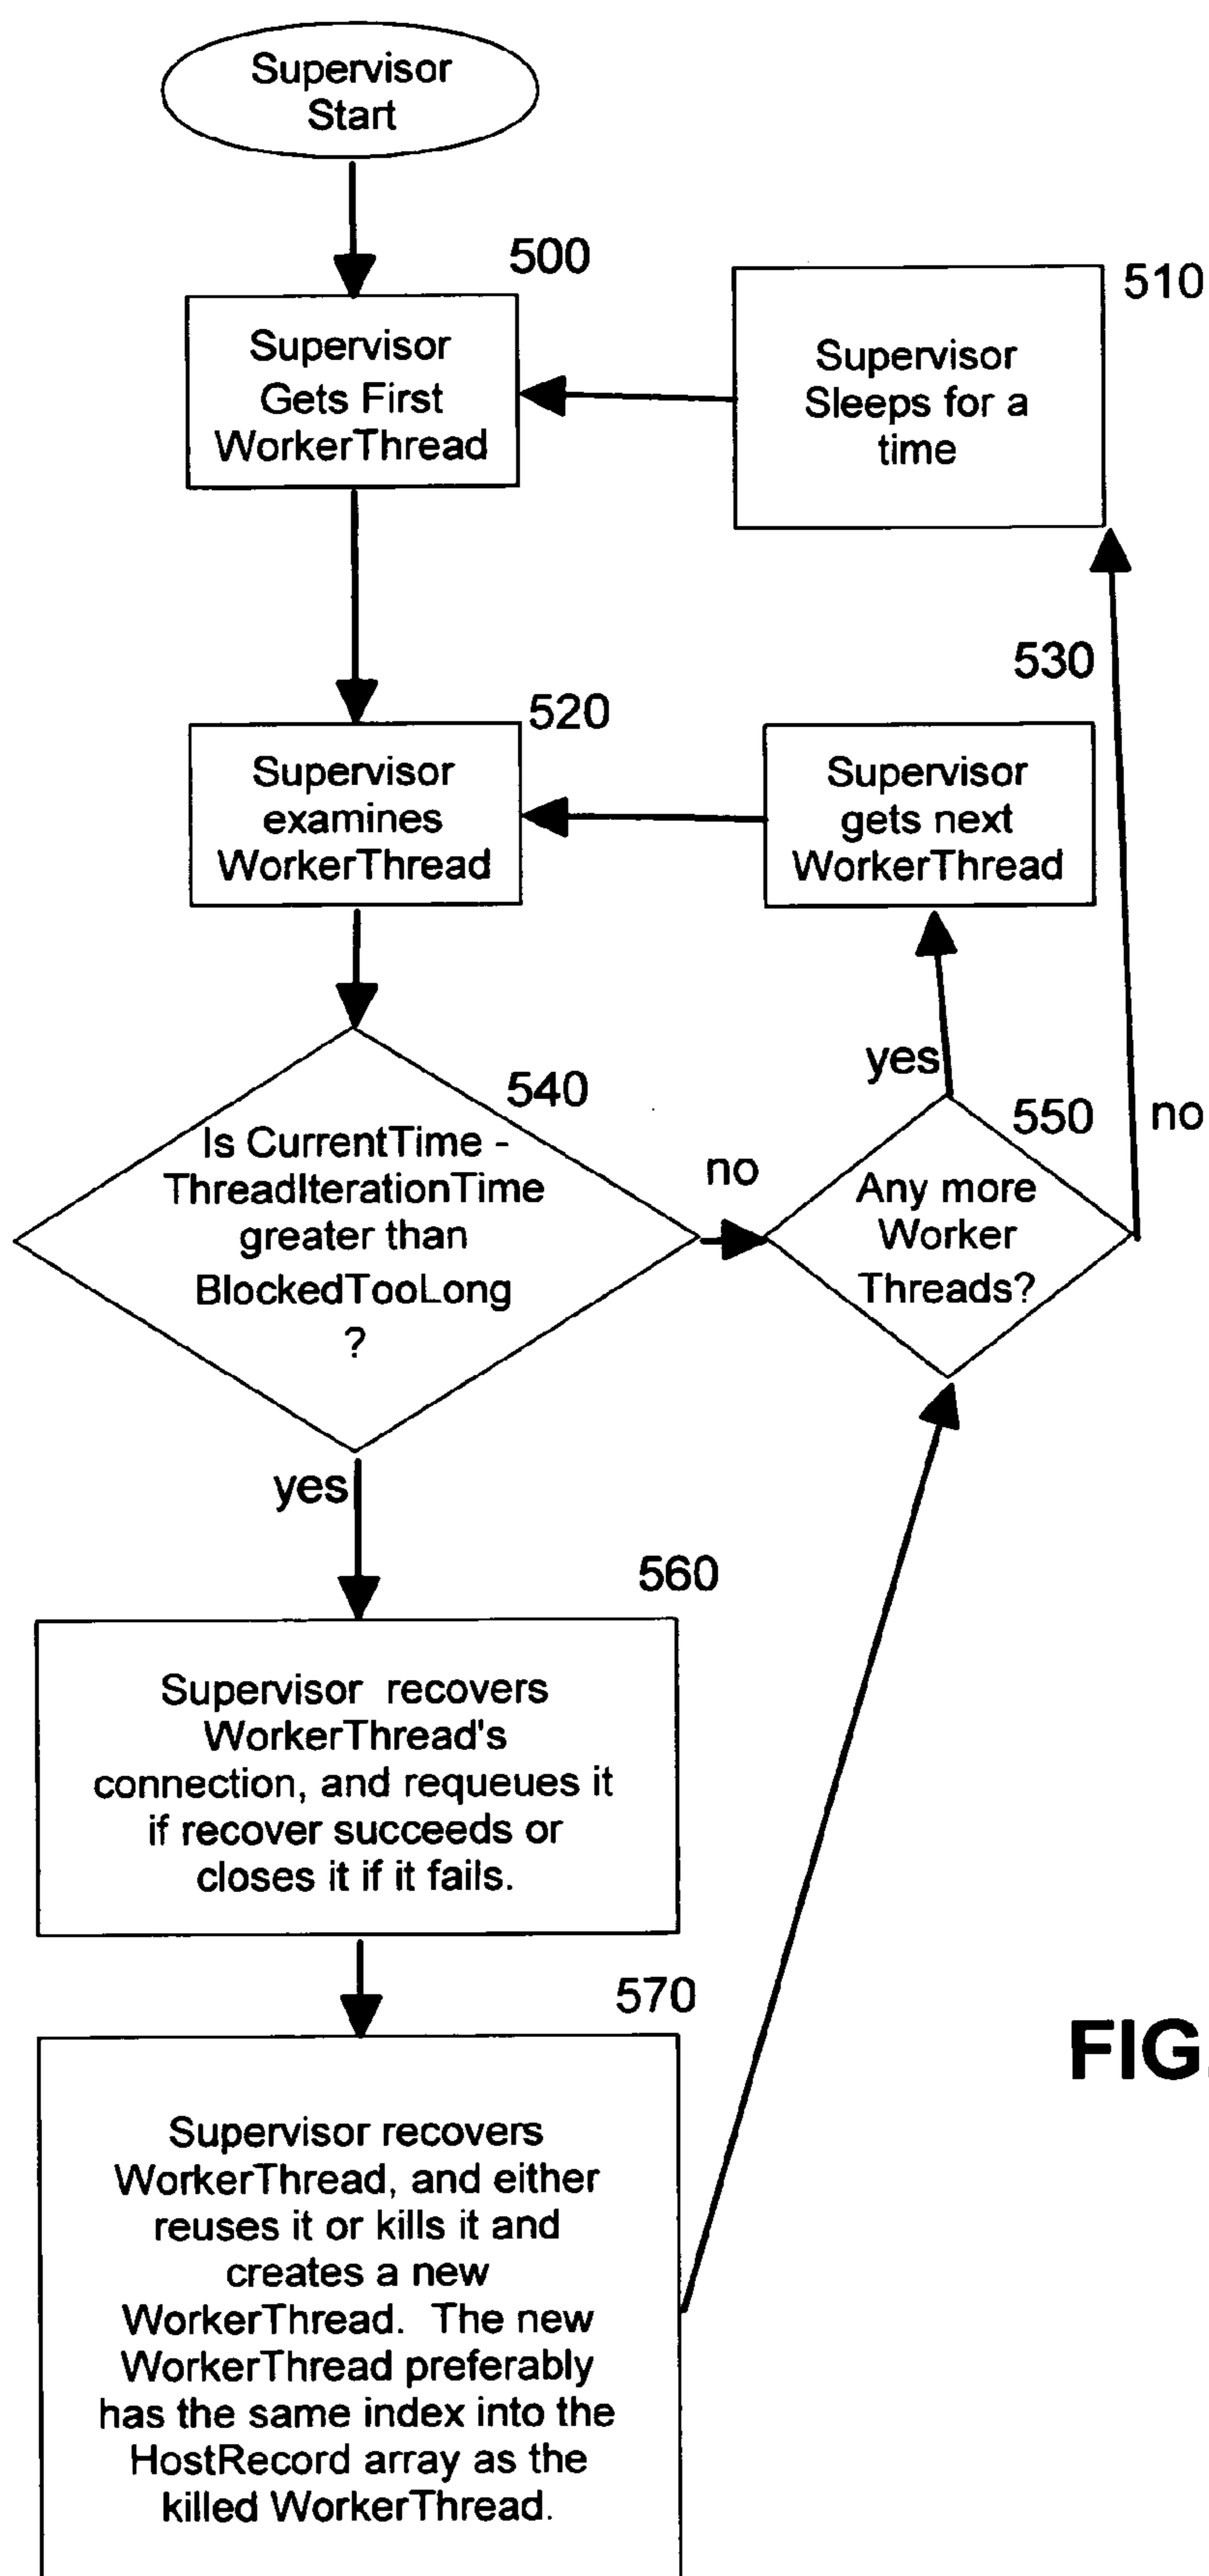 Supervisor
Start
500
Supervisor
Gets First
WorkerThread
510
Supervisor
Sleeps for a
time
520
Supervisor
examines
WorkerThread
530
Supervisor
gets next
WorkerThread
540
Is CurrentTime -
ThreadIterationTime
greater than
BlockedTooLong
?
no
yes
550
Any more
Worker
Threads?
no
yes
560
Supervisor recovers
WorkerThread's
connection, and requeues it
if recover succeeds or
closes it if it fails.
570
Supervisor recovers
WorkerThread, and either
reuses it or kills it and
creates a new
WorkerThread. The new
WorkerThread preferably
has the same index into the
HostRecord array as the
killed WorkerThread.
FIG.